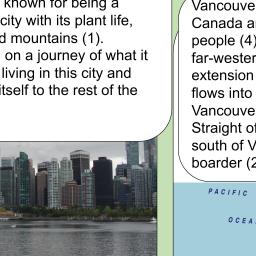 known for being a
city with its plant life,
d mountains (1).
on a journey of what it
living in this city and
itself to the rest of the
Vancouve
Canada a
people (4)
far-wester
extension
flows into
Vancouve
Straight of
south of V
boarder (2
PACIFIC
OCEA